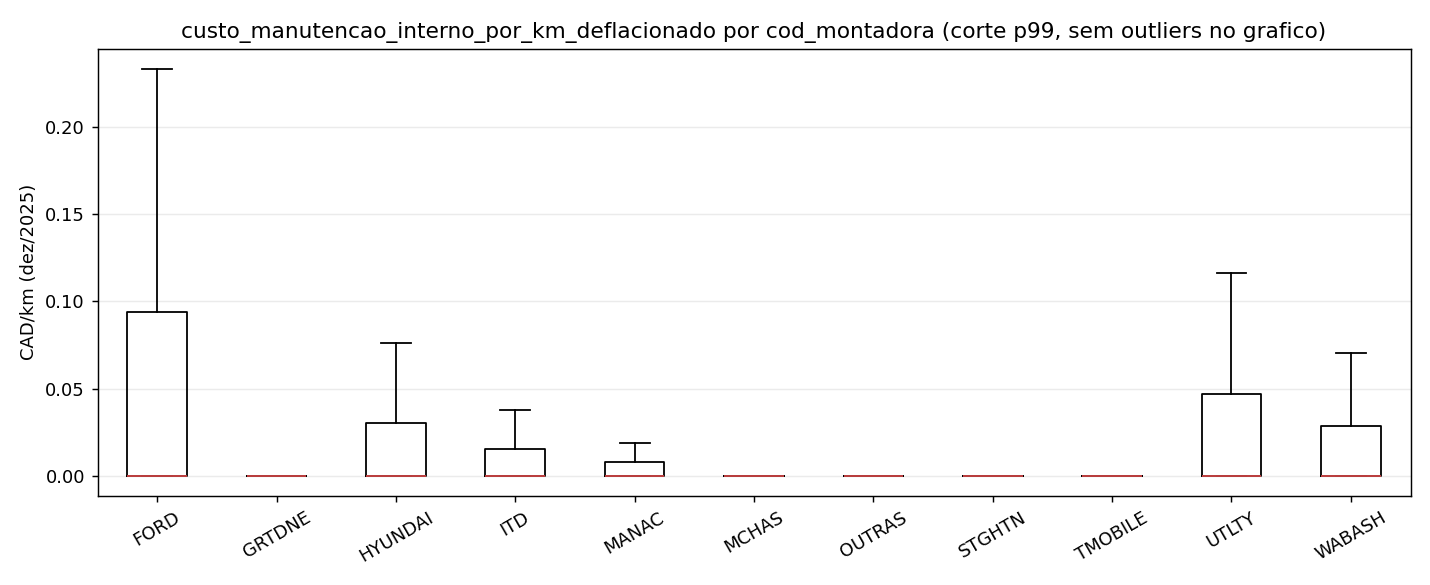 custo_manutencao_interno_por_km_deflacionado por cod_montadora (corte p99, sem outliers no grafico)
CAD/km (dez/2025)
0.20
0.15
0.10
0.05
0.00
FORD
GRTDNE
HYUNDAI
ITD
MANAC
MCHAS
OUTRAS
STGHTN
TMOBILE
UTLTY
WABASH